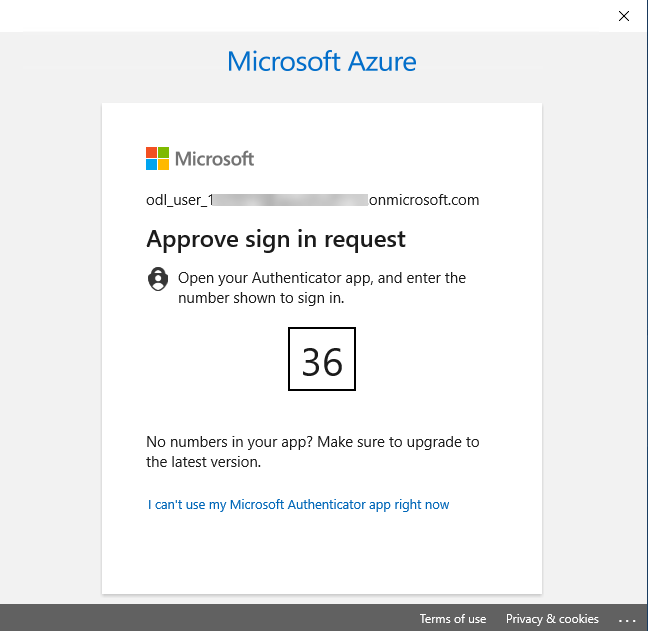 Microsoft Azure
Microsoft
odl_user_1 onmicrosoft.com
Approve sign in request
Open your Authenticator app, and enter the
number shown to sign in.
36
No numbers in your app? Make sure to upgrade to
the latest version.
I can't use my Microsoft Authenticator app right now
Terms of use Privacy & cookies ...